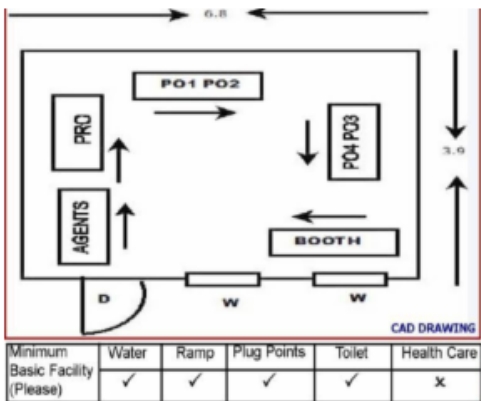 6.8
PO1 PO2
PRO
PO4 PO3
3.9
AGENTS
BOOTH
D
W
W
CAD DRAWING
Minimum Basic Facility (Please) Water Ramp Plug Points Toilet Health Care
✓ ✓ ✓ ✓ x